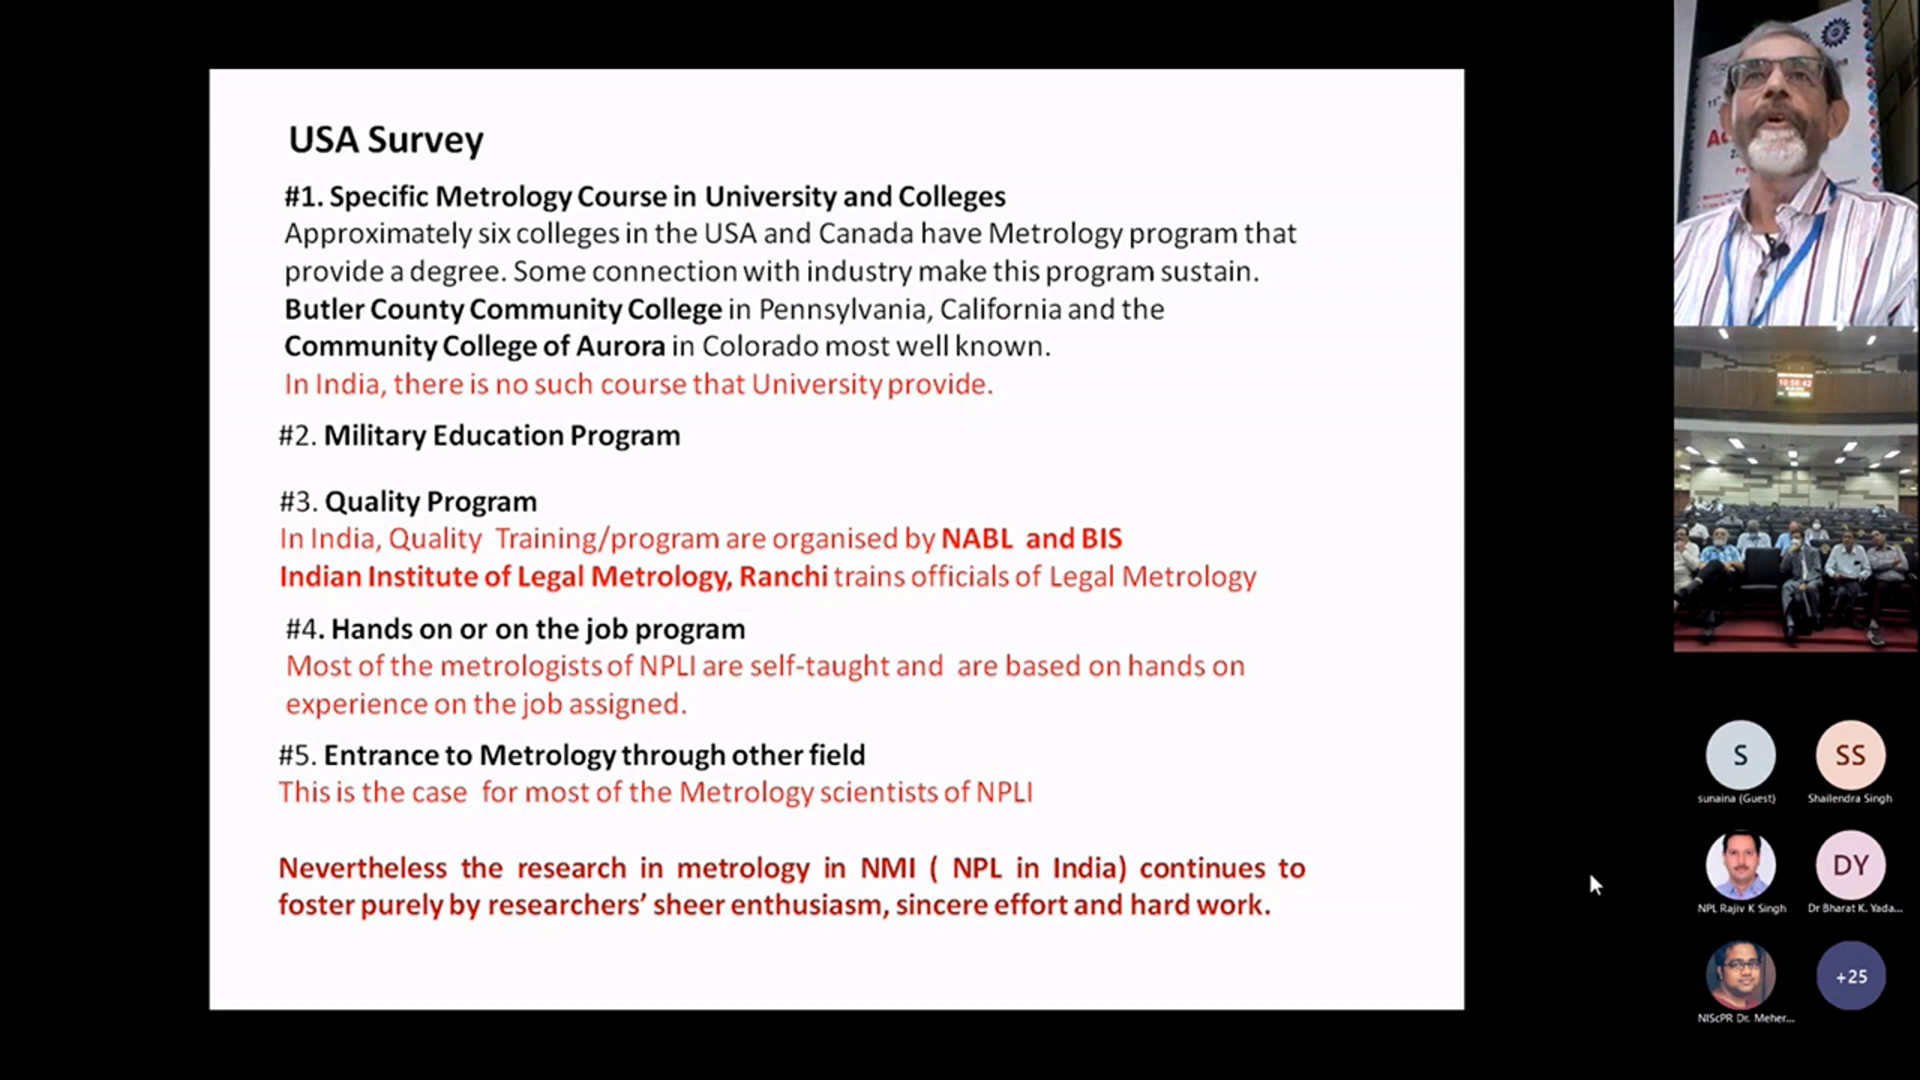 USA Survey
#1. Specific Metrology Course in University and Colleges
Approximately six colleges in the USA and Canada have Metrology program that
provide a degree. Some connection with industry make this program sustain.
Butler County Community College in Pennsylvania, California and the
Community College of Aurora in Colorado most well known.
In India, there is no such course that University provide.
#2. Military Education Program
#3. Quality Program
In India, Quality Training/program are organised by NABL and BIS
Indian Institute of Legal Metrology, Ranchi trains officials of Legal Metrology
#4. Hands on or on the job program
Most of the metrologists of NPLI are self-taught and are based on hands on
experience on the job assigned.
#5. Entrance to Metrology through other field
This is the case for most of the Metrology scientists of NPLI
Nevertheless the research in metrology in NMI ( NPL in India) continues to
foster purely by researchers' sheer enthusiasm, sincere effort and hard work.
S
SS
sunaina (Guest)
Shailendra Singh
DY
NPL Rajiv K Singh
Dr Bharat K. Yada...
+25
NIScPR Dr. Meher...